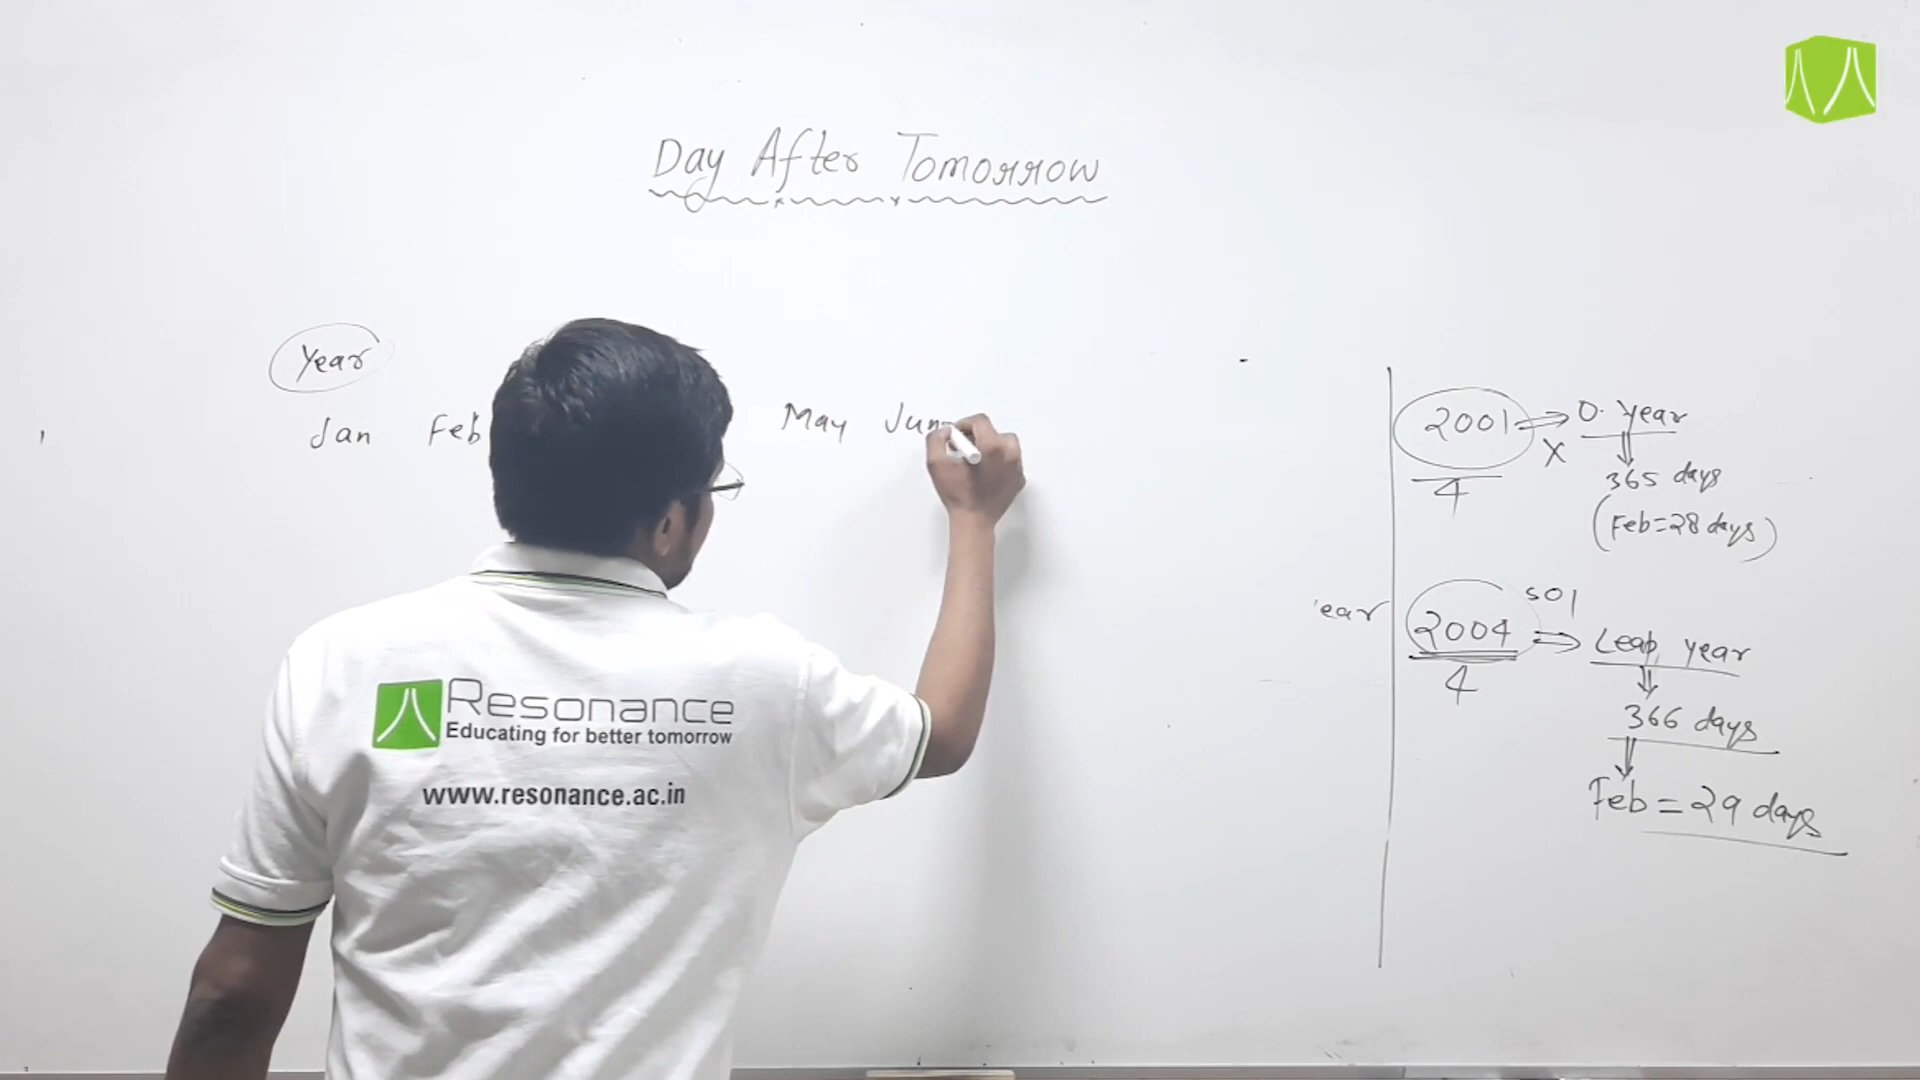 Day After Tomorrow
Year
Jan Feb May Jun
2001 ⇒ O. Year
4 X
365 days
(Feb=28 days)
ear
2004 ⇒ Leap year
4
366 days
Feb = 29 days
Resonance
Educating for better tomorrow
www.resonance.ac.in